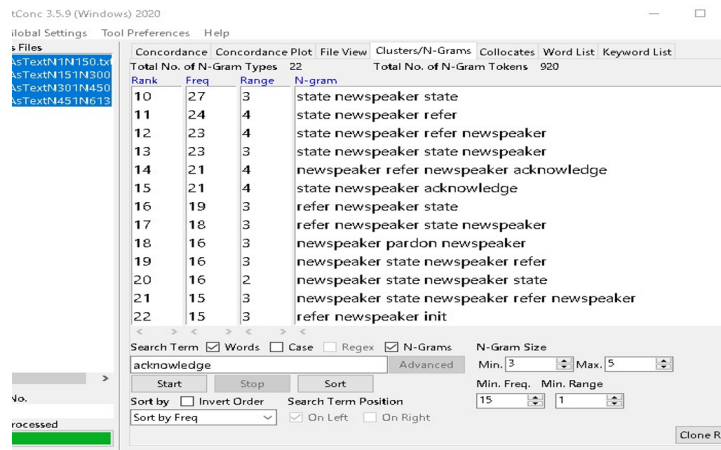 tConc 3.5.9 (Windows) 2020
Global Settings Tool Preferences Help
s Files
AsTextN1N150.txt
AsTextN151N300
AsTextN301N450
AsTextN451N613
Concordance Concordance Plot File View Clusters/N-Grams Collocates Word List Keyword List
Total No. of N-Gram Types 22 Total No. of N-Gram Tokens 920
Rank Freq Range N-gram
10 27 3 state newspeaker state
11 24 4 state newspeaker refer
12 23 4 state newspeaker refer newspeaker
13 23 3 state newspeaker state newspeaker
14 21 4 newspeaker refer newspeaker acknowledge
15 21 4 state newspeaker acknowledge
16 19 3 refer newspeaker state
17 18 3 refer newspeaker state newspeaker
18 16 3 newspeaker pardon newspeaker
19 16 3 newspeaker state newspeaker refer
20 16 2 newspeaker state newspeaker state
21 15 3 newspeaker state newspeaker refer newspeaker
22 15 3 refer newspeaker init
Search Term Words Case Regex N-Grams N-Gram Size
acknowledge Advanced Min. 3 Max. 5
Start Stop Sort Min. Freq. Min. Range
No.
Sort by Invert Order Search Term Position 15 1
rocessed
Sort by Freq On Left On Right
Clone R